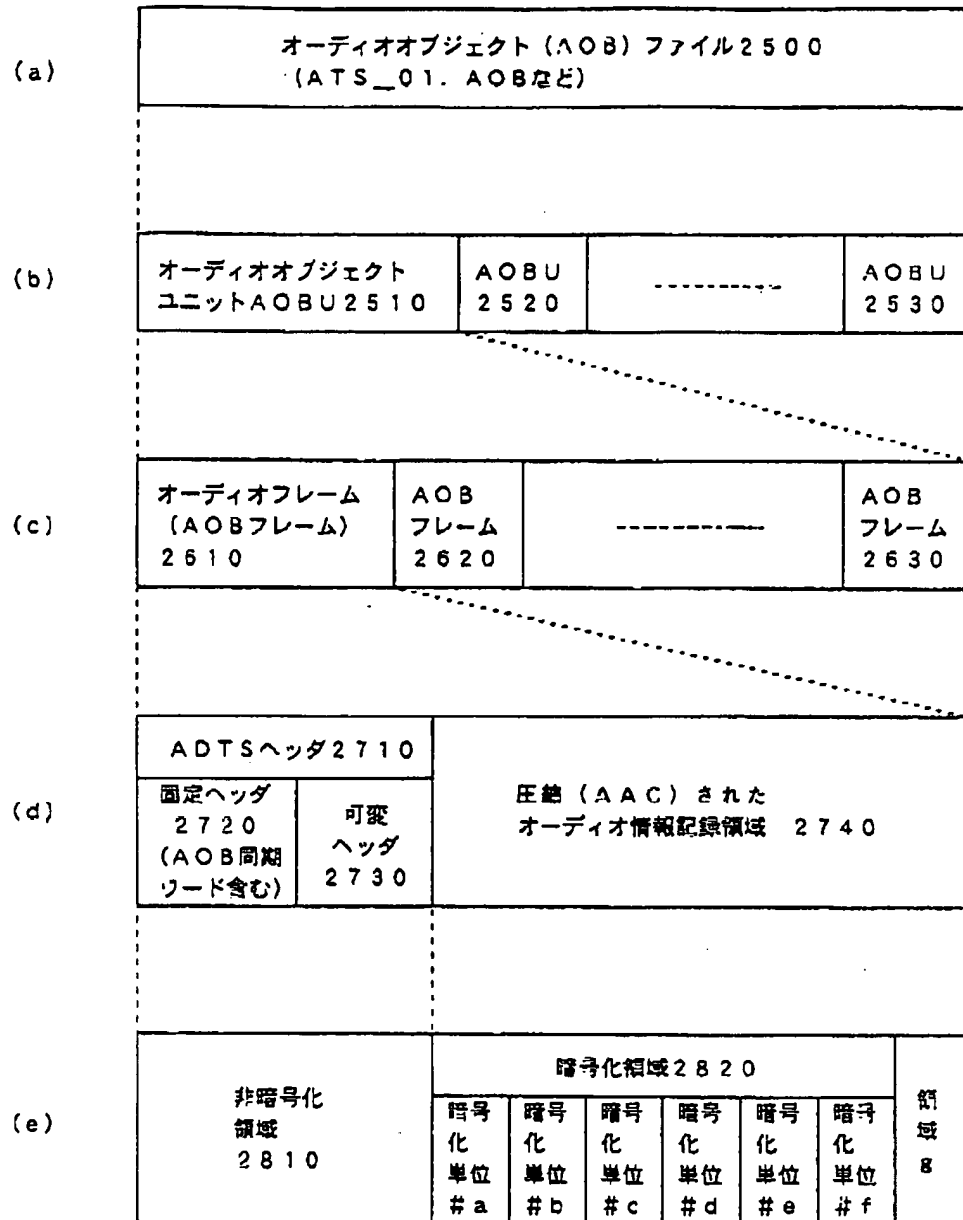 (a)
オーディオオブジェクト(AOB)ファイル2500
(ATS_01.AOBなど)
(b)
オーディオオブジェクト
ユニットAOBU2510
AOBU
2520
AOBU
2530
(c)
オーディオフレーム
(AOBフレーム)
2610
AOB
フレーム
2620
AOB
フレーム
2630
(d)
ADTSヘッダ2710
固定ヘッダ
2720
(AOB同期
ワード含む)
可変
ヘッダ
2730
圧縮(AAC)された
オーディオ情報記録領域 2740
(e)
非暗号化
領域
2810
暗号化領域2820
暗号
化
単位
#a
暗号
化
単位
#b
暗号
化
単位
#c
暗号
化
単位
#d
暗号
化
単位
#e
暗号
化
単位
#f
領
域
g